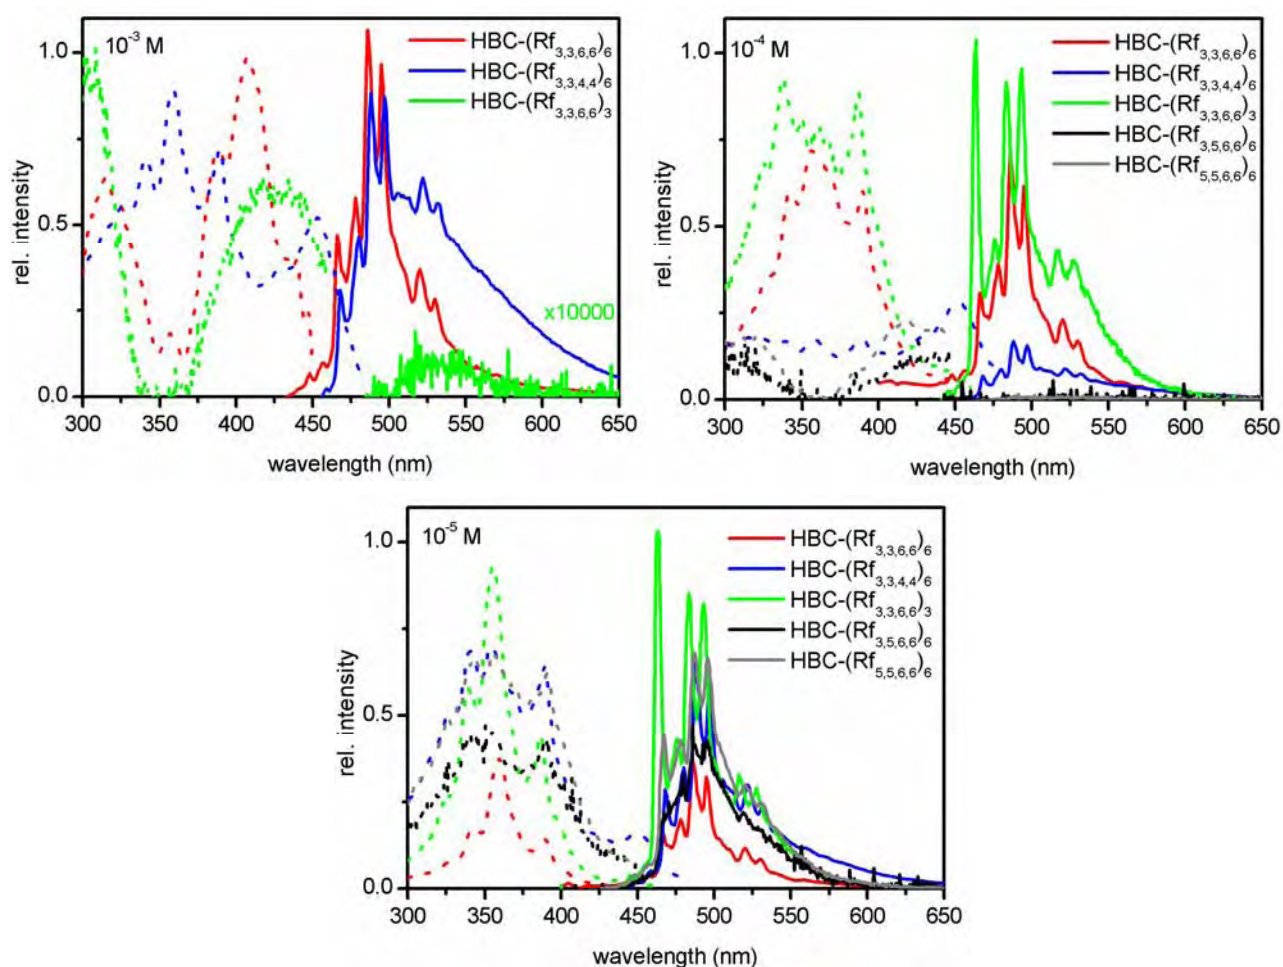 10⁻³ M
HBC-(Rf₃,₃,₆,₆)₆
HBC-(Rf₃,₃,₄,₄)₆
HBC-(Rf₃,₃,₆,₆)₃
x10000
rel. intensity
1.0
0.5
0.0
300 350 400 450 500 550 600 650
wavelength (nm)
10⁻⁴ M
HBC-(Rf₃,₃,₆,₆)₆
HBC-(Rf₃,₃,₄,₄)₆
HBC-(Rf₃,₃,₆,₆)₃
HBC-(Rf₃,₅,₆,₆)₆
HBC-(Rf₅,₅,₆,₆)₆
rel. intensity
1.0
0.5
0.0
300 350 400 450 500 550 600 650
wavelength (nm)
10⁻⁵ M
HBC-(Rf₃,₃,₆,₆)₆
HBC-(Rf₃,₃,₄,₄)₆
HBC-(Rf₃,₃,₆,₆)₃
HBC-(Rf₃,₅,₆,₆)₆
HBC-(Rf₅,₅,₆,₆)₆
rel. intensity
1.0
0.5
0.0
300 350 400 450 500 550 600 650
wavelength (nm)